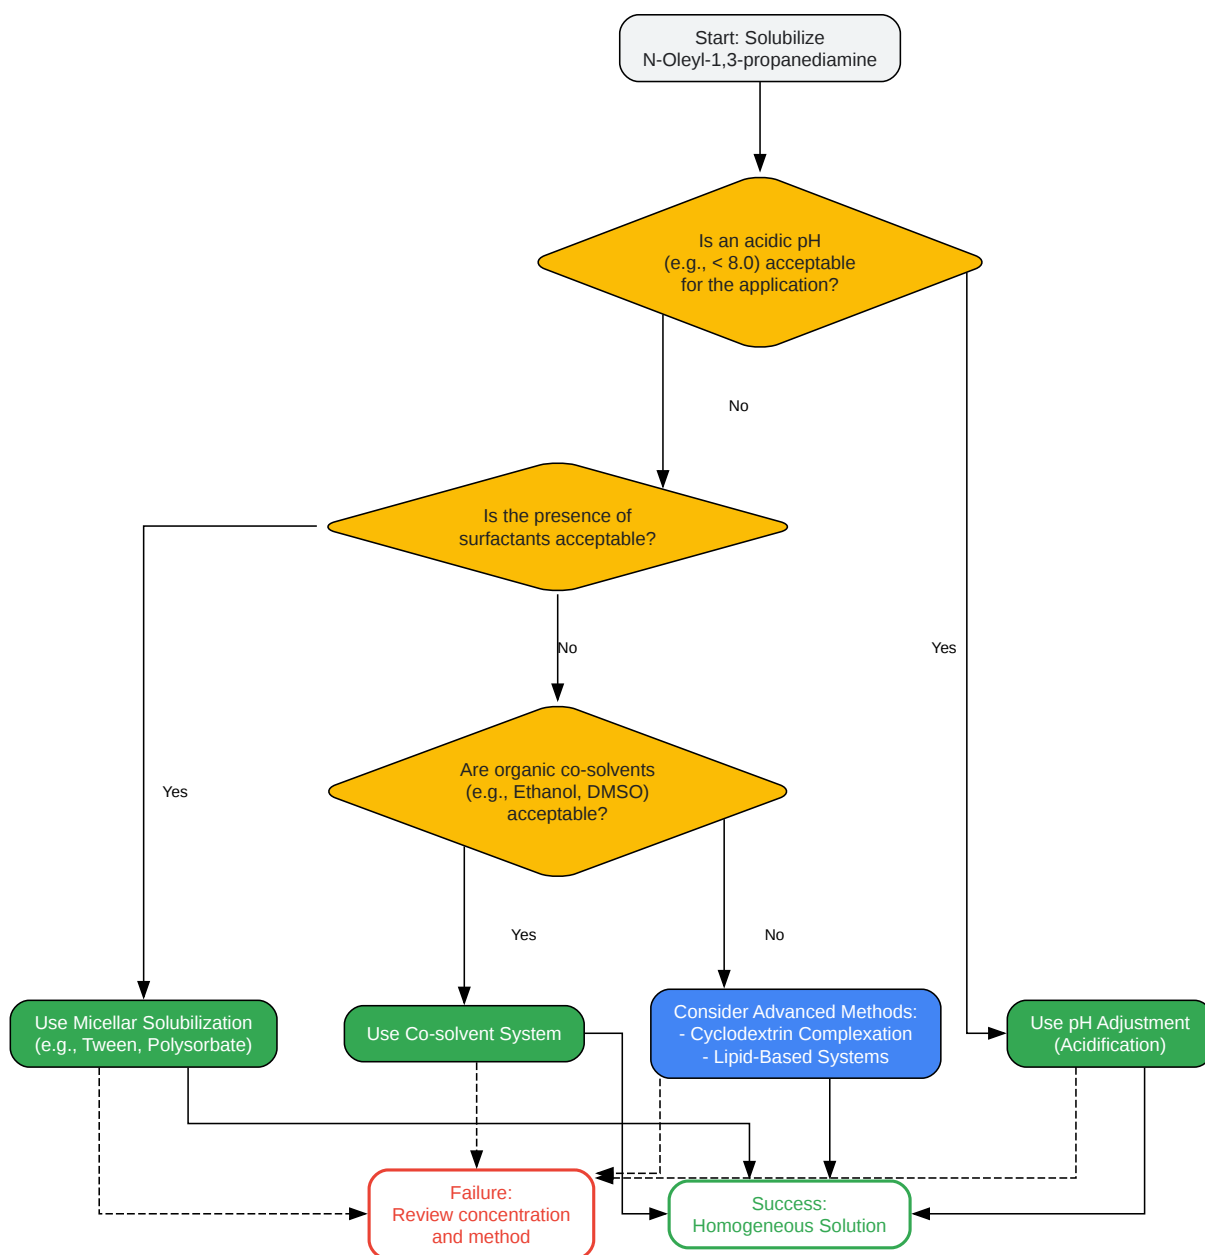 Start: Solubilize
N-Oleyl-1,3-propanediamine
Is an acidic pH
(e.g., < 8.0) acceptable
for the application?
No
Is the presence of
surfactants acceptable?
No
Yes
Are organic co-solvents
(e.g., Ethanol, DMSO)
acceptable?
Yes
Yes
No
Use Micellar Solubilization
(e.g., Tween, Polysorbate)
Use Co-solvent System
Consider Advanced Methods:
- Cyclodextrin Complexation
- Lipid-Based Systems
Use pH Adjustment
(Acidification)
Failure:
Review concentration
and method
Success:
Homogeneous Solution